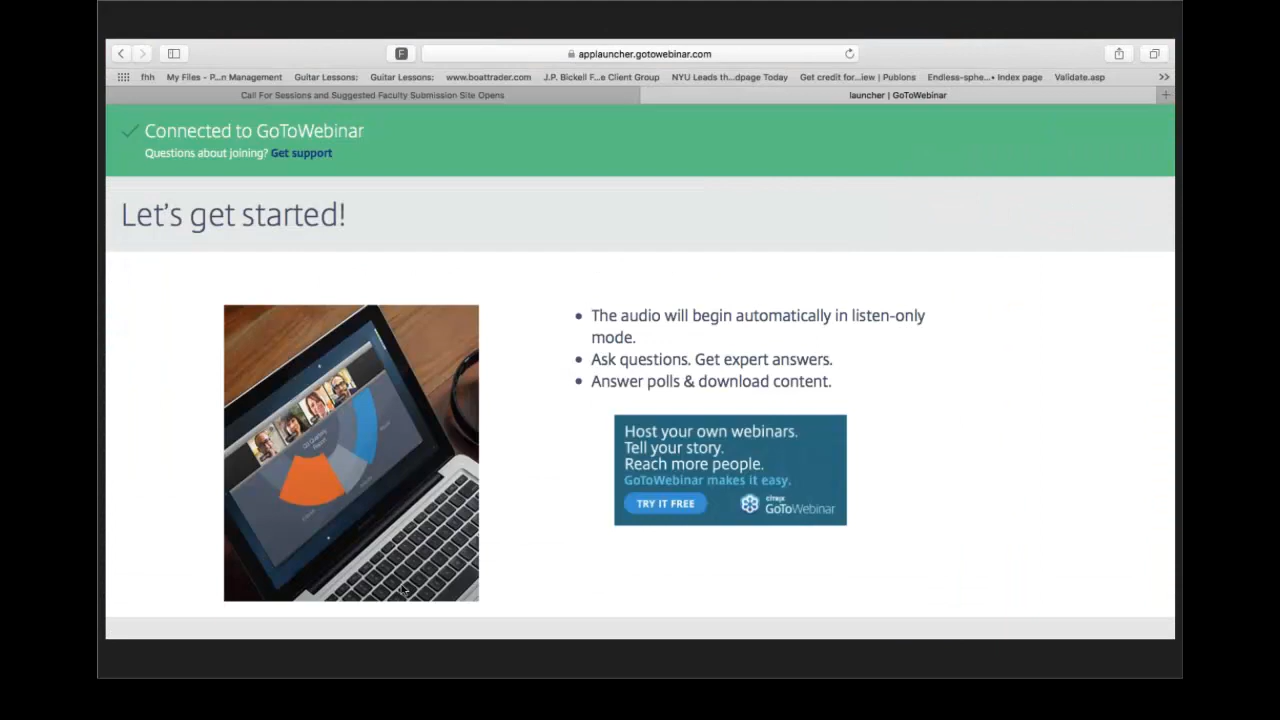 applauncher.gotowebinar.com
fhh My Files - P...n Management Guitar Lessons: Guitar Lessons: www.boattrader.com J.P. Bickell F...e Client Group NYU Leads th...dpage Today Get credit for...iew | Publons Endless-sphe...• Index page Validate.asp
Call For Sessions and Suggested Faculty Submission Site Opens launcher | GoToWebinar
Connected to GoToWebinar
Questions about joining? Get support
Let's get started!
• The audio will begin automatically in listen-only
mode.
• Ask questions. Get expert answers.
• Answer polls & download content.
Host your own webinars.
Tell your story.
Reach more people.
GoToWebinar makes it easy.
TRY IT FREE
citrix
GoToWebinar